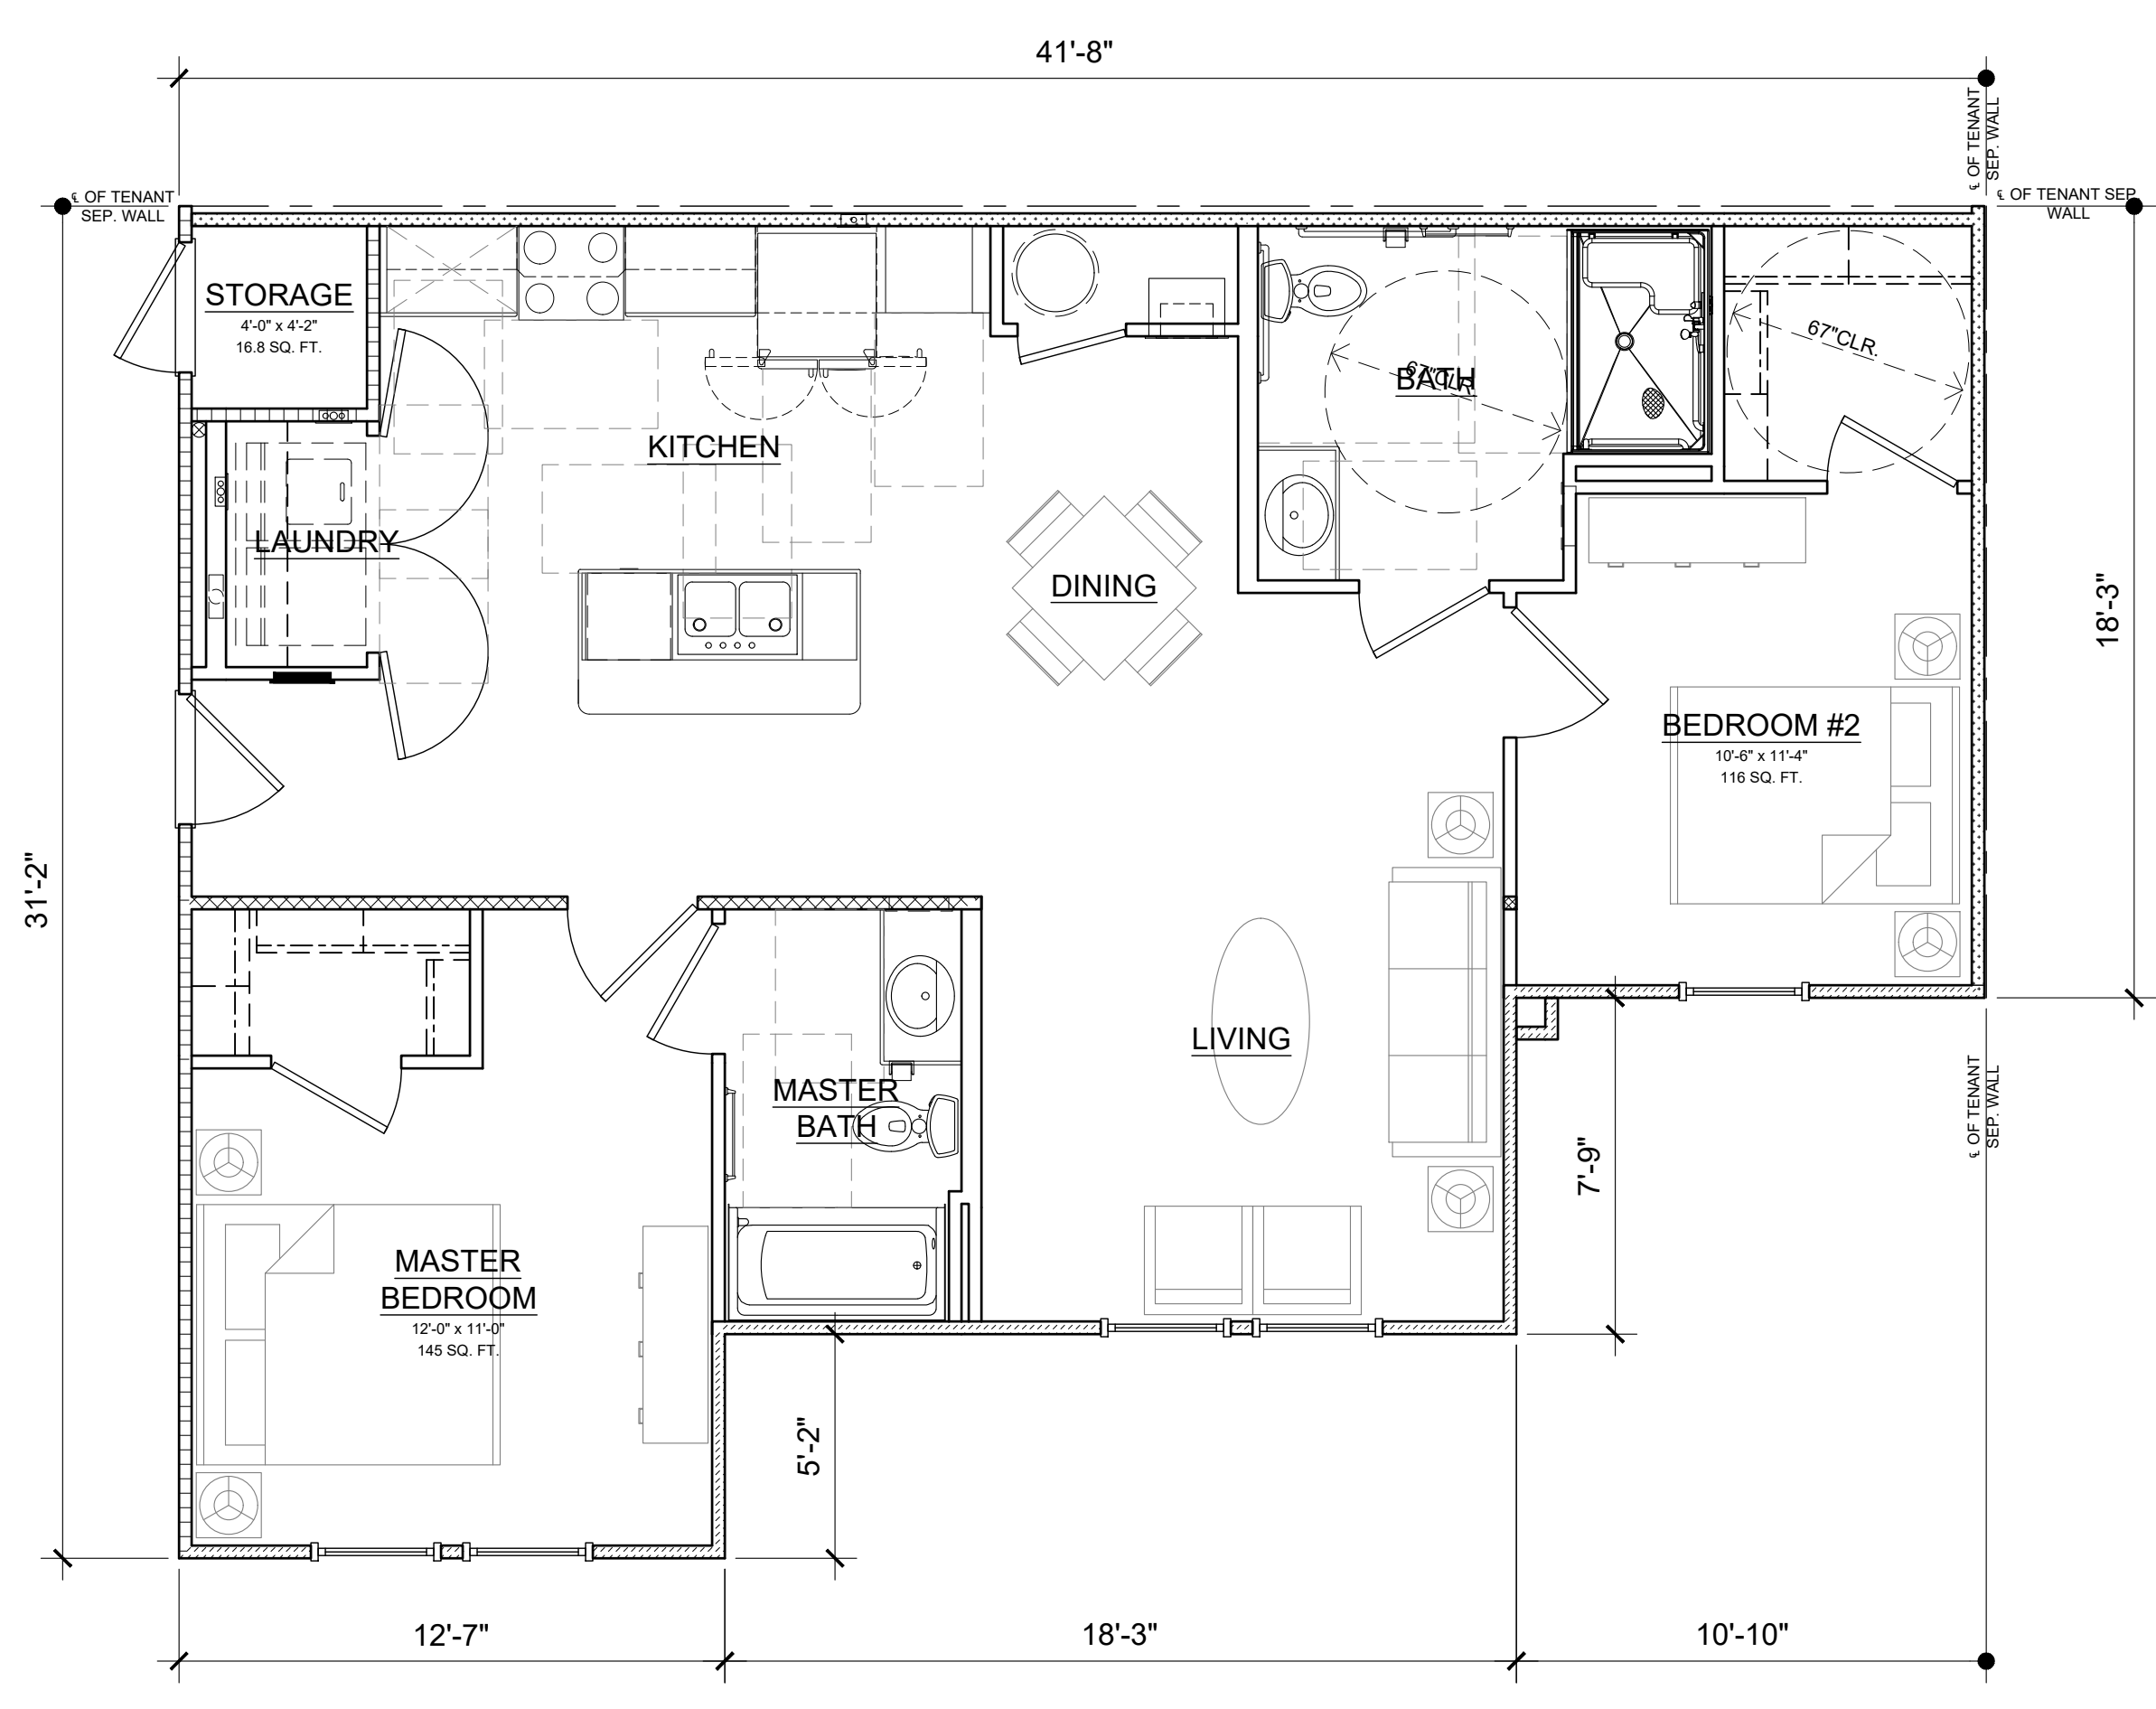 41'-8"
℄ OF TENANT
SEP. WALL
℄ OF TENANT
SEP. WALL
℄ OF TENANT SEP.
WALL
STORAGE
4'-0" x 4'-2"
16.8 SQ. FT.
67"CLR.
BATH
67"CLR.
KITCHEN
LAUNDRY
DINING
18'-3"
BEDROOM #2
10'-6" x 11'-4"
116 SQ. FT.
31'-2"
LIVING
MASTER
BATH
7'-9"
℄ OF TENANT
SEP. WALL
MASTER
BEDROOM
12'-0" x 11'-0"
145 SQ. FT.
5'-2"
12'-7"
18'-3"
10'-10"